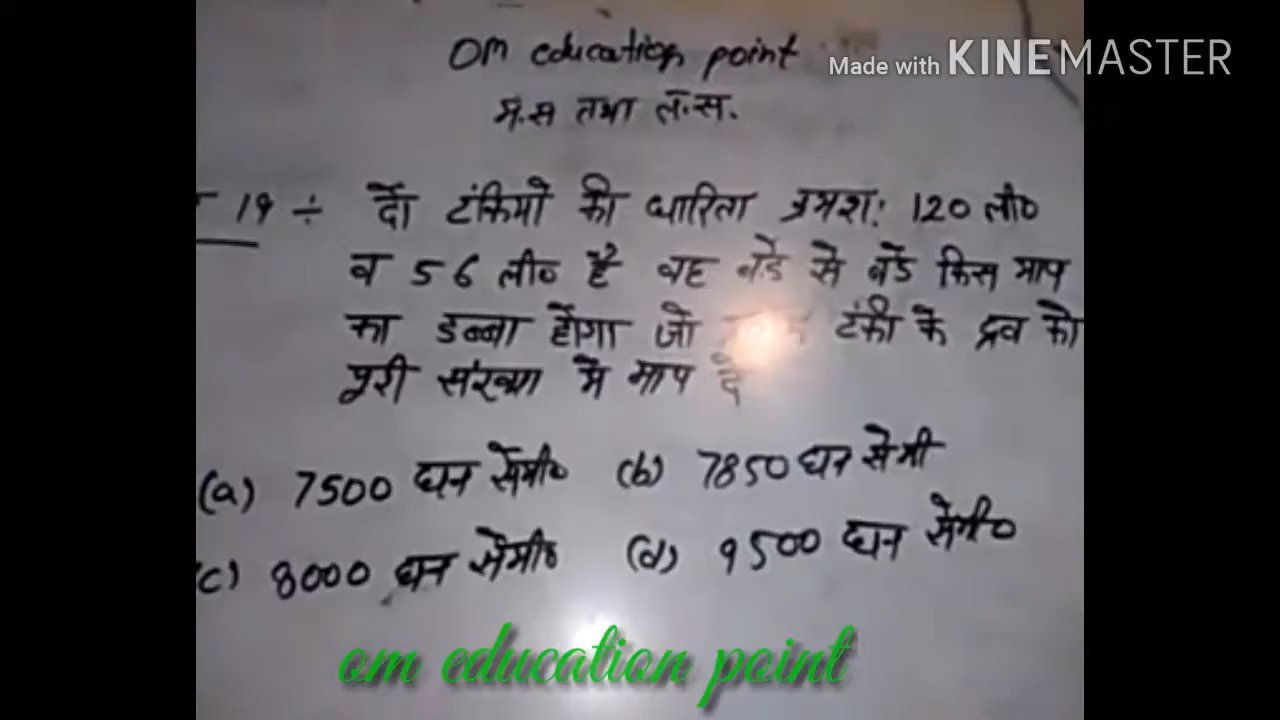 Om education point
Made with KINEMASTER
म.स तथा ल.स.
19 ÷ दो टंकियो की धारिता क्रमश: 120 ली०
व 56 ली० है वह बडे से बडे किस माप
का डब्बा होगा जो टंकी के द्रव को
पूरी संख्या मे माप दे
(a) 7500 घन सेमी० (b) 7850 घन सेमी
(c) 8000 घन सेमी० (d) 9500 घन सेमी०
om education point